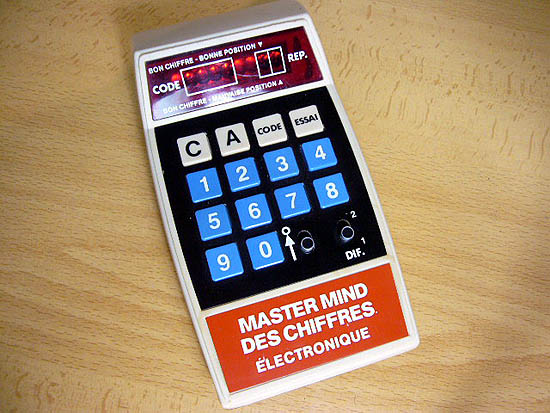 BON CHIFFRE - BONNE POSITION ▼
CODE REP.
BON CHIFFRE - MAUVAISE POSITION ▲
C A CODE ESSAI
1 2 3 4
5 6 7 8
9 0 2
DIF. 1
MASTER MIND
DES CHIFFRES
ÉLECTRONIQUE